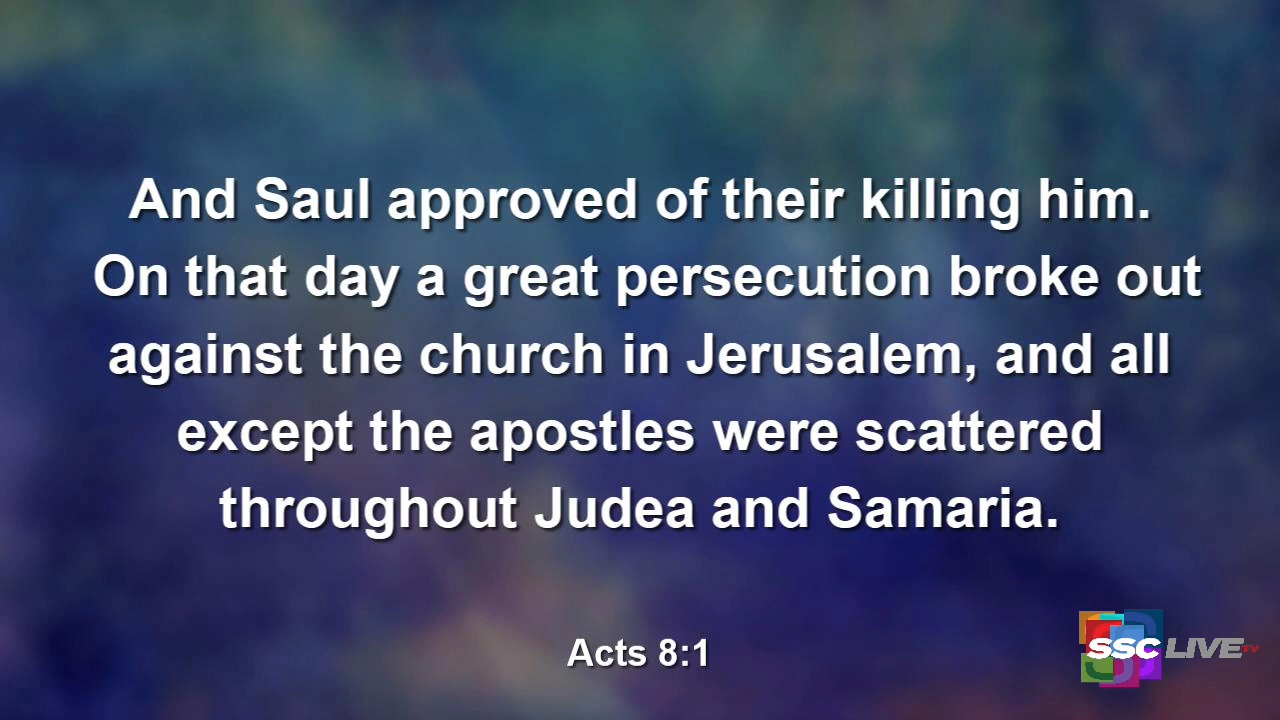 And Saul approved of their killing him.
On that day a great persecution broke out
against the church in Jerusalem, and all
except the apostles were scattered
throughout Judea and Samaria.
Acts 8:1
SSC LIVE TV